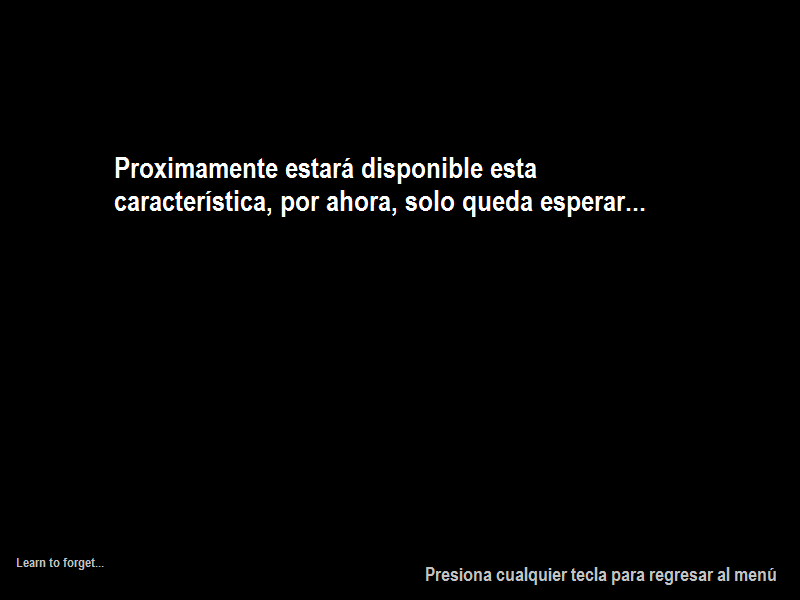 Proximamente estará disponible esta
característica, por ahora, solo queda esperar...
Learn to forget...
Presiona cualquier tecla para regresar al menú